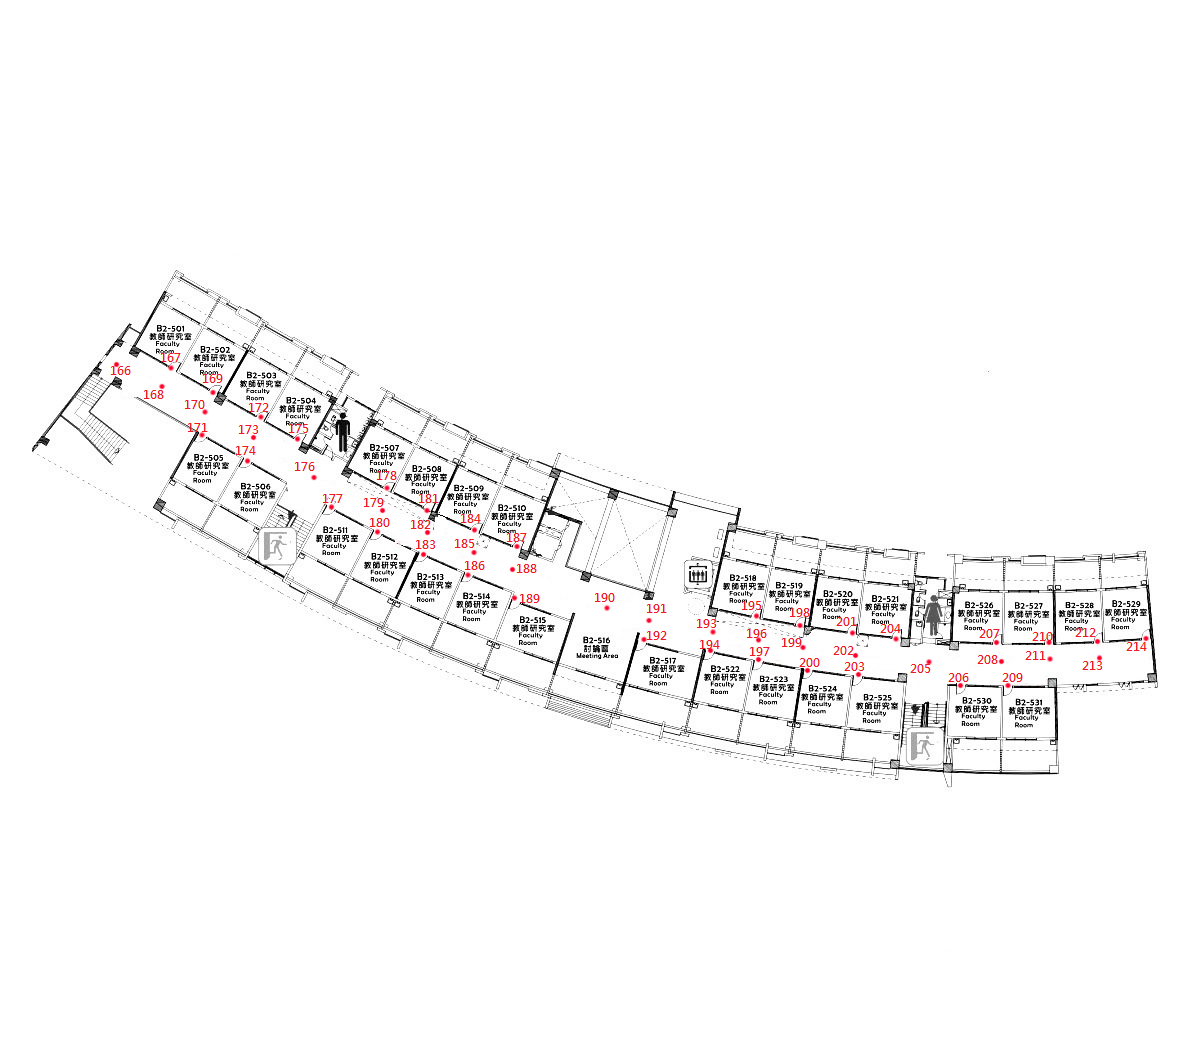 B2-501
教師研究室
Faculty
Room
167
166
168
B2-502
教師研究室
Faculty
Room
169
170
171
B2-503
教師研究室
Faculty
Room
172
173
174
B2-504
教師研究室
Faculty
Room
175
176
B2-505
教師研究室
Faculty
Room
B2-506
教師研究室
Faculty
Room
177
B2-507
教師研究室
Faculty
Room
178
179
180
B2-508
教師研究室
Faculty
Room
181
182
183
B2-509
教師研究室
Faculty
Room
184
185
186
B2-510
教師研究室
Faculty
Room
187
188
189
B2-511
教師研究室
Faculty
Room
B2-512
教師研究室
Faculty
Room
B2-513
教師研究室
Faculty
Room
B2-514
教師研究室
Faculty
Room
B2-515
教師研究室
Faculty
Room
190
191
192
B2-516
討論區
Meeting Area
B2-517
教師研究室
Faculty
Room
193
194
B2-518
教師研究室
Faculty
Room
195
196
197
B2-519
教師研究室
Faculty
Room
198
199
200
B2-520
教師研究室
Faculty
Room
201
202
203
B2-521
教師研究室
Faculty
Room
204
205
B2-522
教師研究室
Faculty
Room
B2-523
教師研究室
Faculty
Room
B2-524
教師研究室
Faculty
Room
B2-525
教師研究室
Faculty
Room
B2-526
教師研究室
Faculty
Room
207
208
206
B2-527
教師研究室
Faculty
Room
210
211
209
B2-528
教師研究室
Faculty
Room
212
213
B2-529
教師研究室
Faculty
Room
214
B2-530
教師研究室
Faculty
Room
B2-531
教師研究室
Faculty
Room